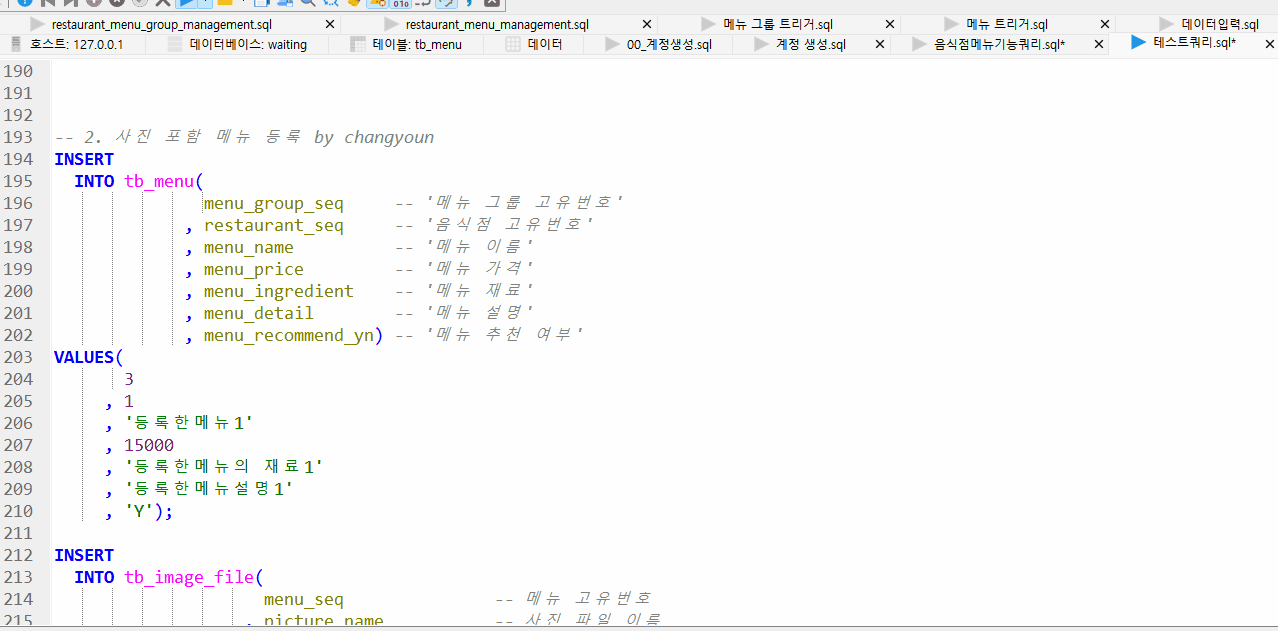 restaurant_menu_group_management.sql restaurant_menu_management.sql 메뉴 그룹 트리거.sql 메뉴 트리거.sql 데이터입력.sql
호스트: 127.0.0.1 데이터베이스: waiting 테이블: tb_menu 데이터 00_계정생성.sql 계정 생성.sql 음식점메뉴기능쿼리.sql* 테스트쿼리.sql*
190
191
192
193 -- 2. 사진 포함 메뉴 등록 by changyoun
194 INSERT
195 INTO tb_menu(
196 menu_group_seq -- '메뉴 그룹 고유번호'
197 , restaurant_seq -- '음식점 고유번호'
198 , menu_name -- '메뉴 이름'
199 , menu_price -- '메뉴 가격'
200 , menu_ingredient -- '메뉴 재료'
201 , menu_detail -- '메뉴 설명'
202 , menu_recommend_yn) -- '메뉴 추천 여부'
203 VALUES(
204 3
205 , 1
206 , '등록한메뉴1'
207 , 15000
208 , '등록한메뉴의 재료1'
209 , '등록한메뉴설명1'
210 , 'Y');
211
212 INSERT
213 INTO tb_image_file(
214 menu_seq -- 메뉴 고유번호
215 , picture_name -- 사진 파일 이름